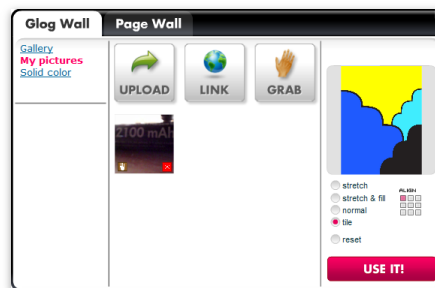 Glog Wall
Page Wall
Gallery
My pictures
Solid color
UPLOAD
LINK
GRAB
2100 mAh
stretch
stretch & fill
normal
tile
reset
ALIGN
USE IT!